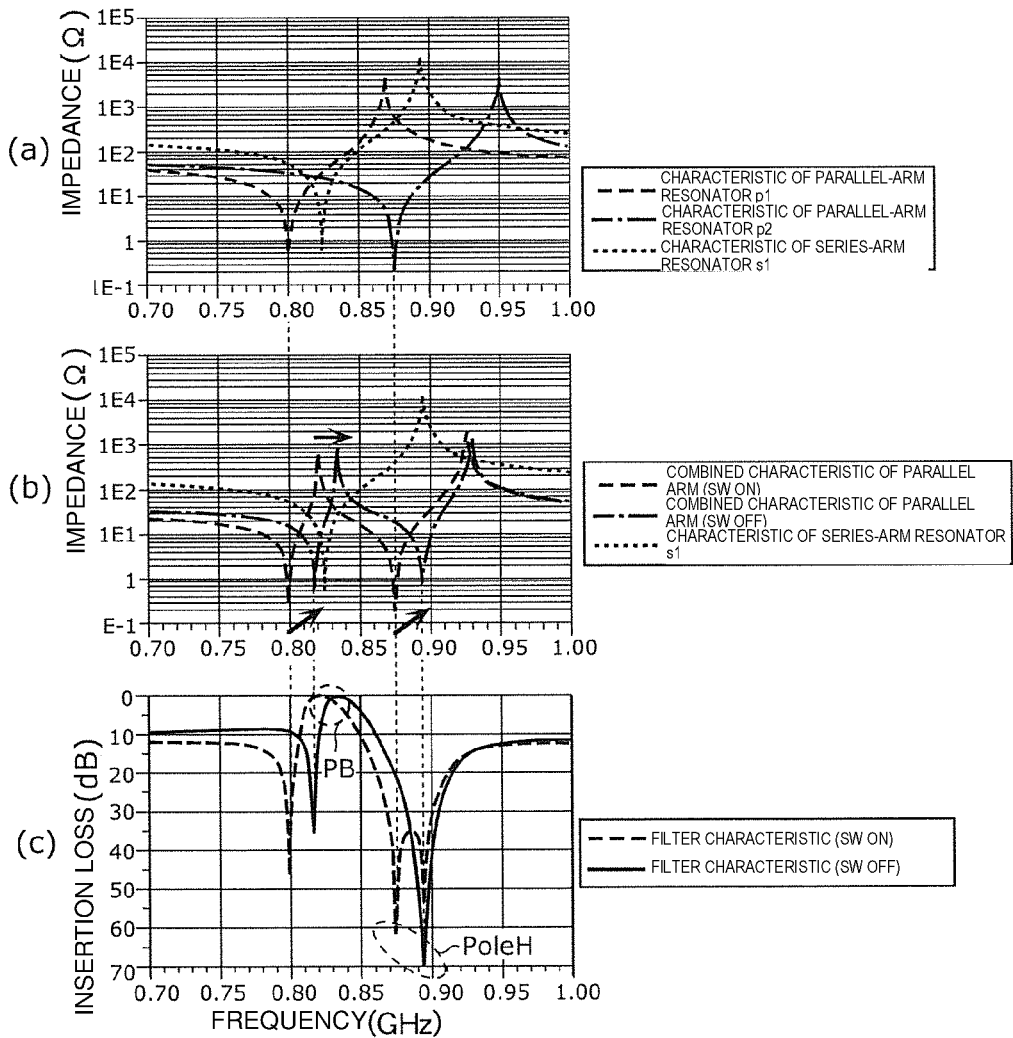 (a)
IMPEDANCE(Ω)
1E5
1E4
1E3
1E2
1E1
1
1E-1
0.70 0.75 0.80 0.85 0.90 0.95 1.00
CHARACTERISTIC OF PARALLEL-ARM
RESONATOR p1
CHARACTERISTIC OF PARALLEL-ARM
RESONATOR p2
CHARACTERISTIC OF SERIES-ARM
RESONATOR s1
(b)
IMPEDANCE(Ω)
1E5
1E4
1E3
1E2
1E1
1
E-1
0.70 0.75 0.80 0.85 0.90 0.95 1.00
COMBINED CHARACTERISTIC OF PARALLEL
ARM (SW ON)
COMBINED CHARACTERISTIC OF PARALLEL
ARM (SW OFF)
CHARACTERISTIC OF SERIES-ARM RESONATOR
s1
(c)
INSERTION LOSS(dB)
0
10
20
30
40
50
60
70
PB
PoleH
0.70 0.75 0.80 0.85 0.90 0.95 1.00
FREQUENCY(GHz)
FILTER CHARACTERISTIC (SW ON)
FILTER CHARACTERISTIC (SW OFF)